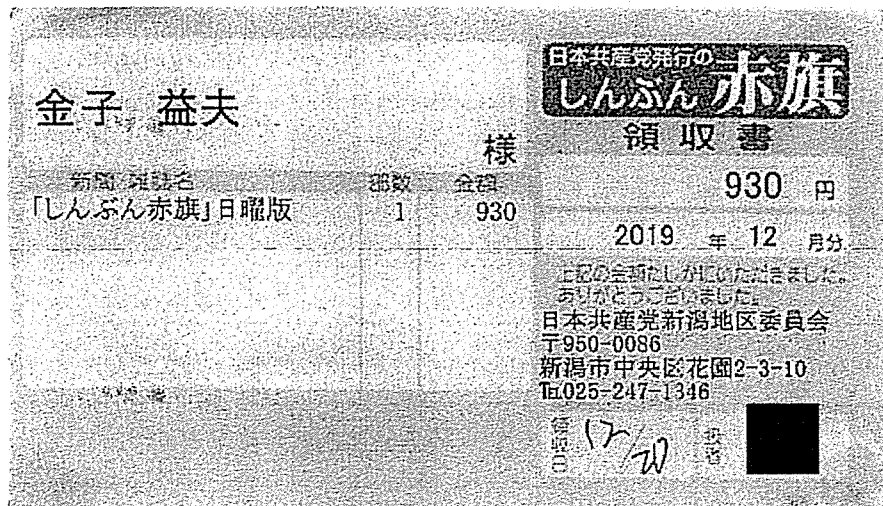 金子 益夫
様
新聞・雑誌名 部数 金額
「しんぶん赤旗」日曜版 1 930
日本共産党発行の
しんぶん赤旗
領収書
930 円
2019 年 12 月分
上記の金額たしかにいただきました。
ありがとうございました。
日本共産党新潟地区委員会
〒950-0086
新潟市中央区花園2-3-10
℡025-247-1346
領収日 12/20 扱者